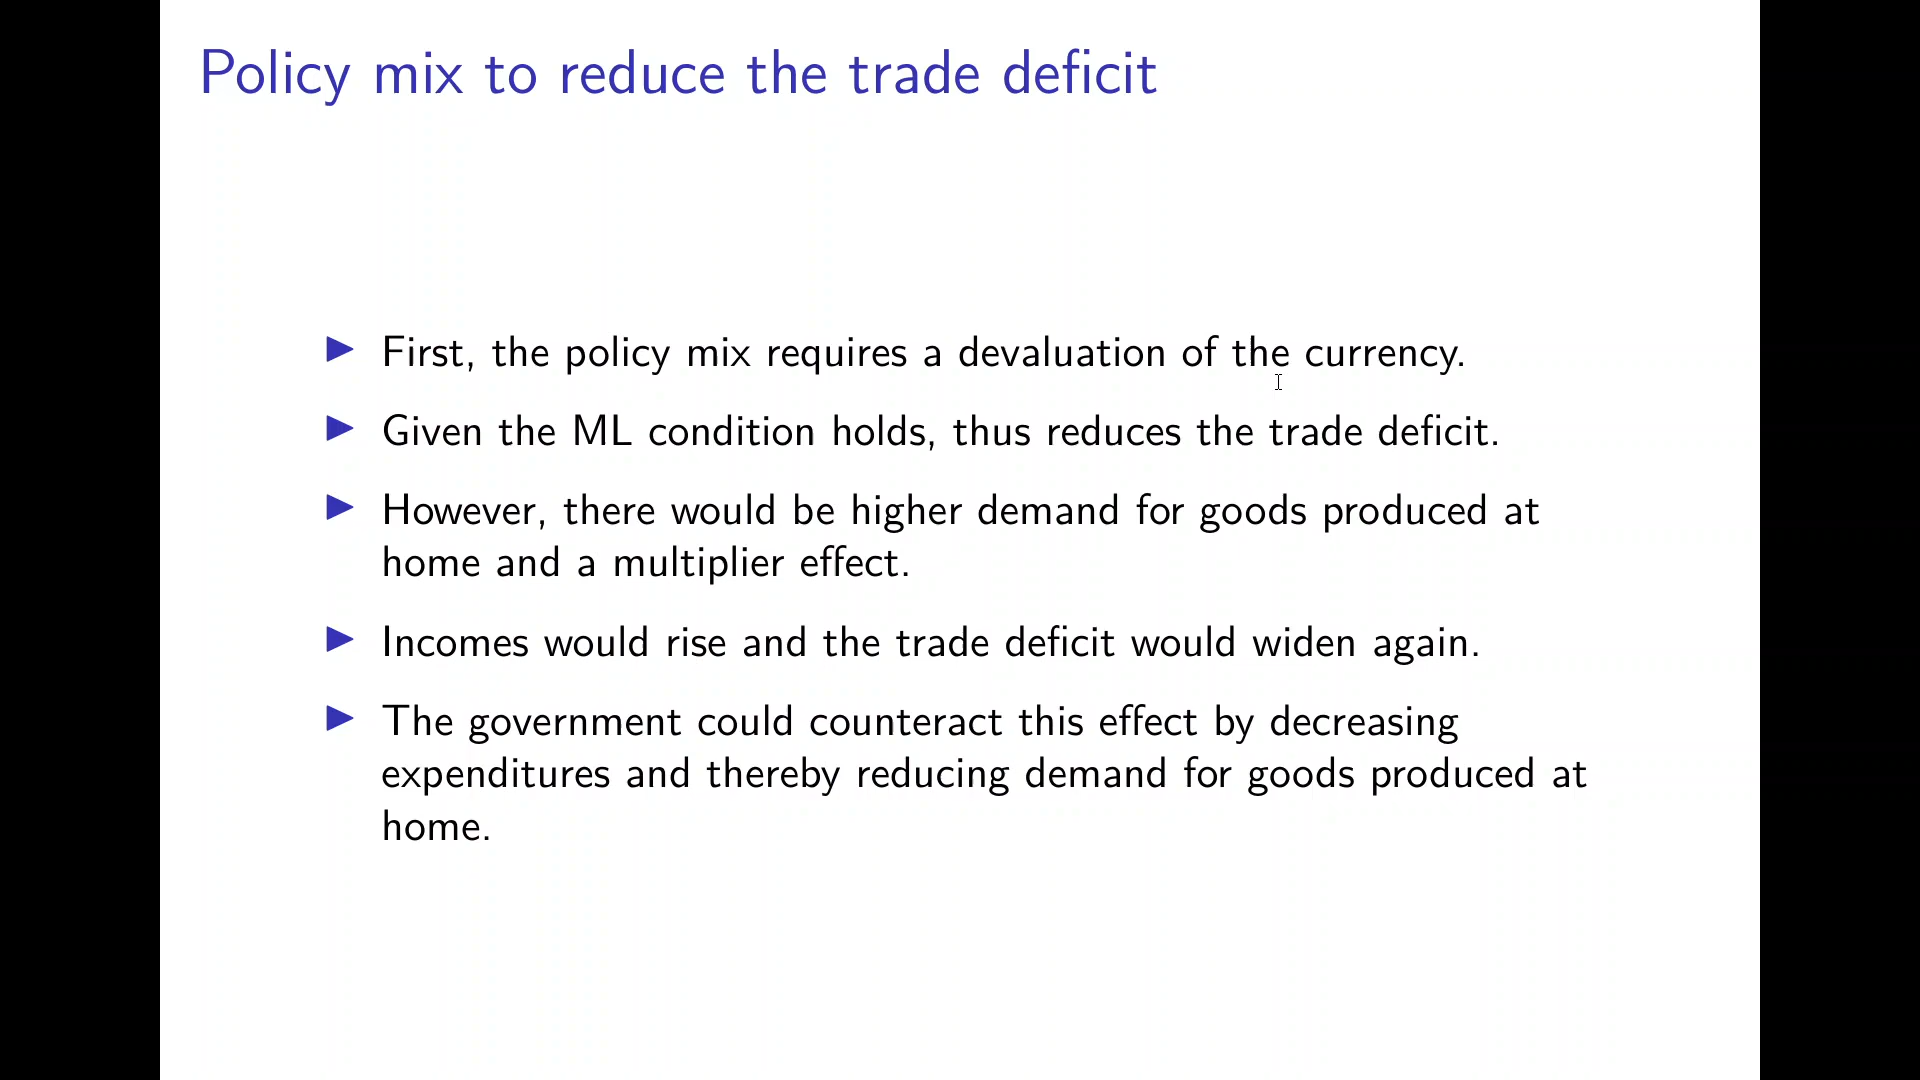 Policy mix to reduce the trade deficit
First, the policy mix requires a devaluation of the currency.
Given the ML condition holds, thus reduces the trade deficit.
However, there would be higher demand for goods produced at
home and a multiplier effect.
Incomes would rise and the trade deficit would widen again.
The government could counteract this effect by decreasing
expenditures and thereby reducing demand for goods produced at
home.